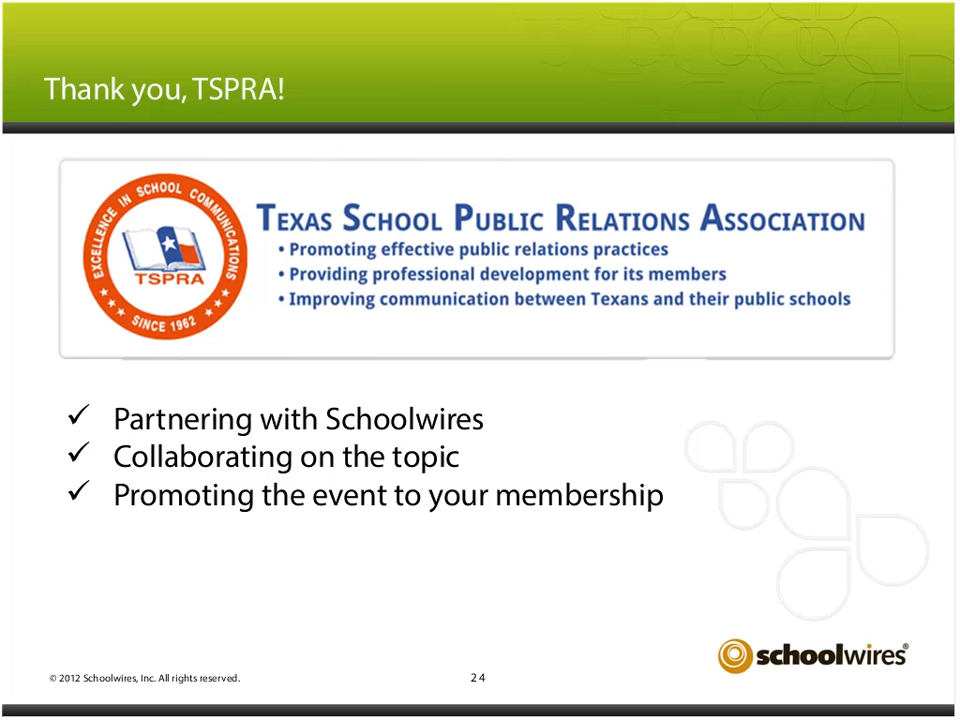 Thank you, TSPRA!
EXCELLENCE IN SCHOOL COMMUNICATIONS
TSPRA
SINCE 1962
TEXAS SCHOOL PUBLIC RELATIONS ASSOCIATION
• Promoting effective public relations practices
• Providing professional development for its members
• Improving communication between Texans and their public schools
✓ Partnering with Schoolwires
✓ Collaborating on the topic
✓ Promoting the event to your membership
schoolwires®
© 2012 Schoolwires, Inc. All rights reserved.
24